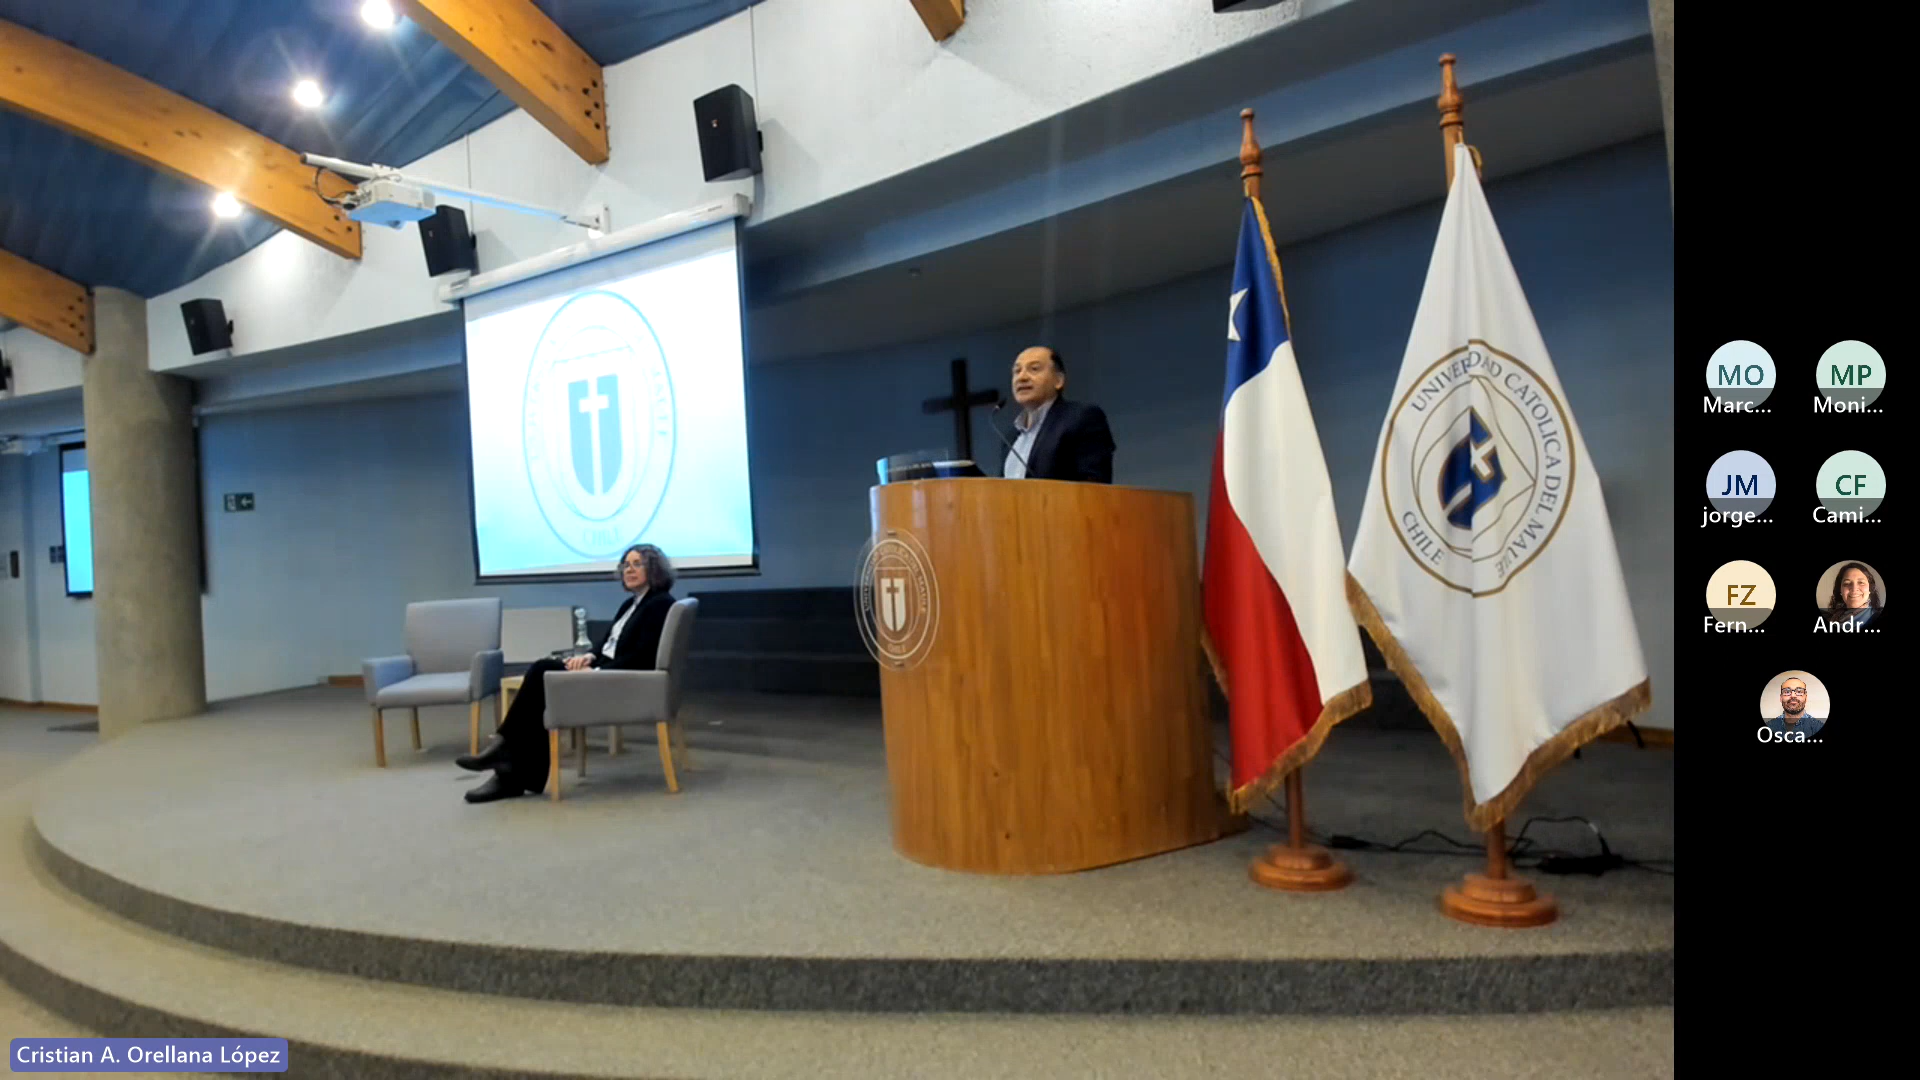 UNIVERSIDAD CATOLICA DEL MAULE
CHILE
MO
Marc...
MP
Moni...
JM
jorge...
CF
Cami...
FZ
Fern...
Andr...
Osca...
Cristian A. Orellana López